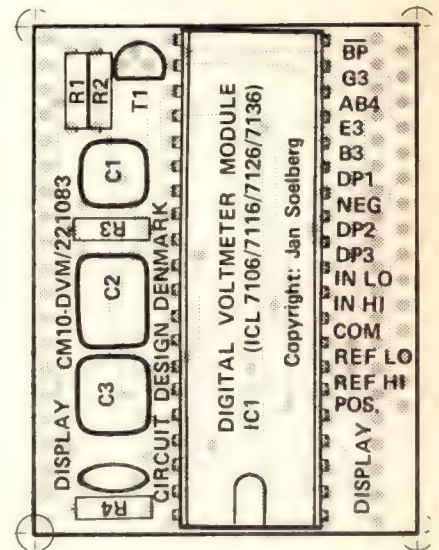 R1
R2
T1
C1
R3
C2
C3
R4
DISPLAY CM10-DVM/221083
CIRCUIT DESIGN DENMARK
DIGITAL VOLTMETER MODULE
IC1 (ICL 7106/7116/7126/7136)
Copyright: Jan Soelberg
BP
G3
AB4
E3
B3
DP1
NEG
DP2
DP3
IN LO
IN HI
COM
REF LO
REF HI
POS.
DISPLAY